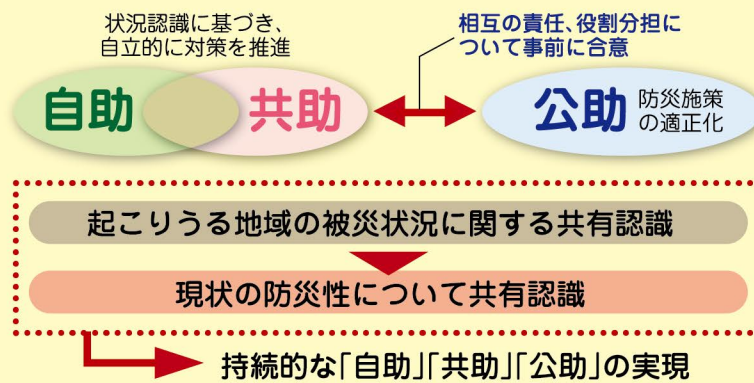 状況認識に基づき、
自立的に対策を推進
相互の責任、役割分担に
ついて事前に合意
自助
共助
公助
防災施策
の適正化
起こりうる地域の被災状況に関する共有認識
現状の防災性について共有認識
持続的な「自助」「共助」「公助」の実現